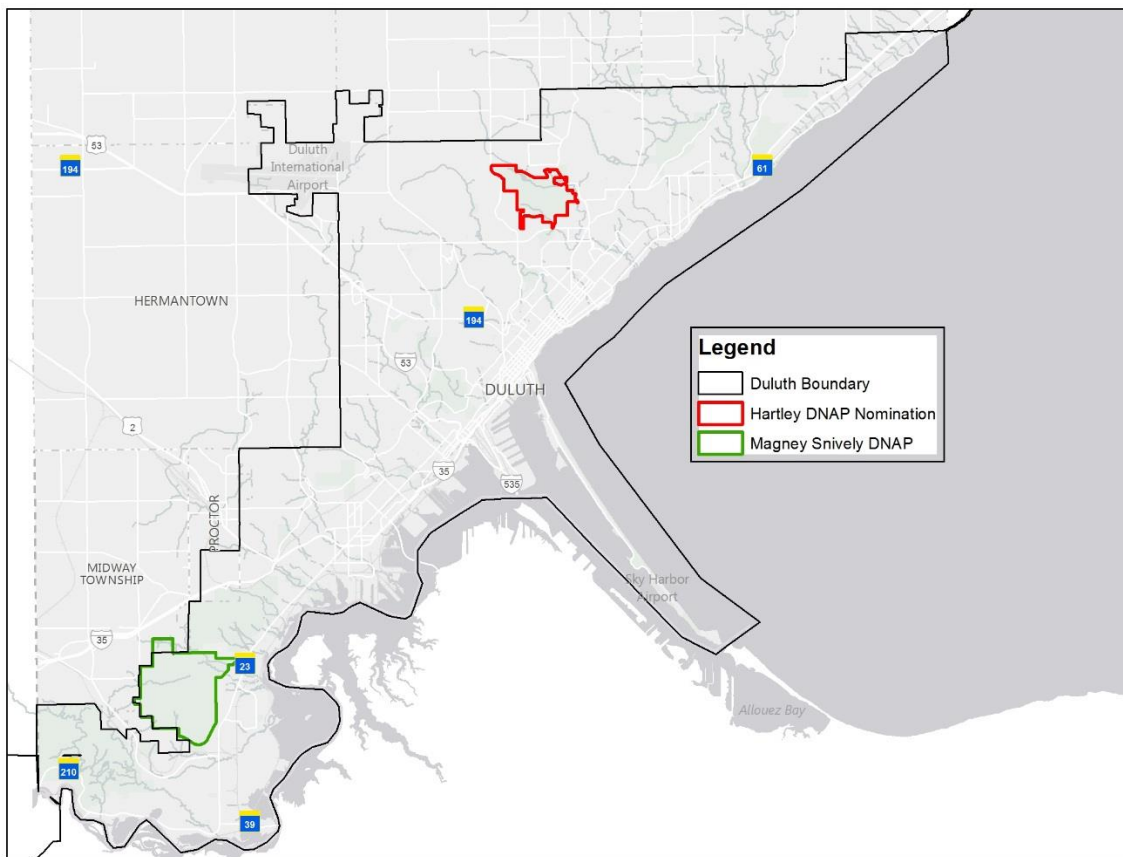 53
194
Duluth
International
Airport
61
HERMANTOWN
194
53
Legend
Duluth Boundary
Hartley DNAP Nomination
Magney Snively DNAP
DULUTH
2
35
535
PROCTOR
MIDWAY
TOWNSHIP
Sky Harbor
Airport
35
23
Allouez Bay
210
39